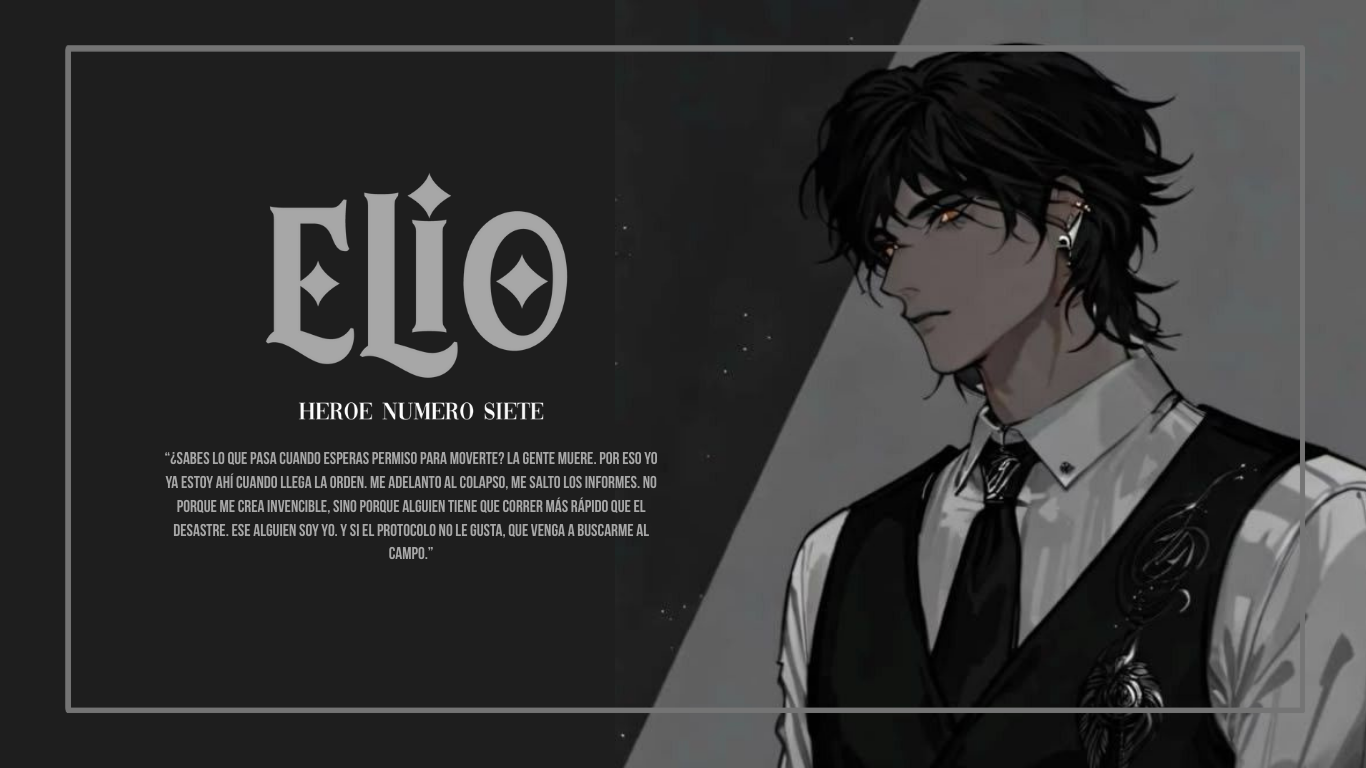 ELiO
HEROE NUMERO SIETE
“¿SABES LO QUE PASA CUANDO ESPERAS PERMISO PARA MOVERTE? LA GENTE MUERE. POR ESO YO
YA ESTOY AHÍ CUANDO LLEGA LA ORDEN. ME ADELANTO AL COLAPSO, ME SALTO LOS INFORMES. NO
PORQUE ME CREA INVENCIBLE, SINO PORQUE ALGUIEN TIENE QUE CORRER MÁS RÁPIDO QUE EL
DESASTRE. ESE ALGUIEN SOY YO. Y SI EL PROTOCOLO NO LE GUSTA, QUE VENGA A BUSCARME AL
CAMPO.”